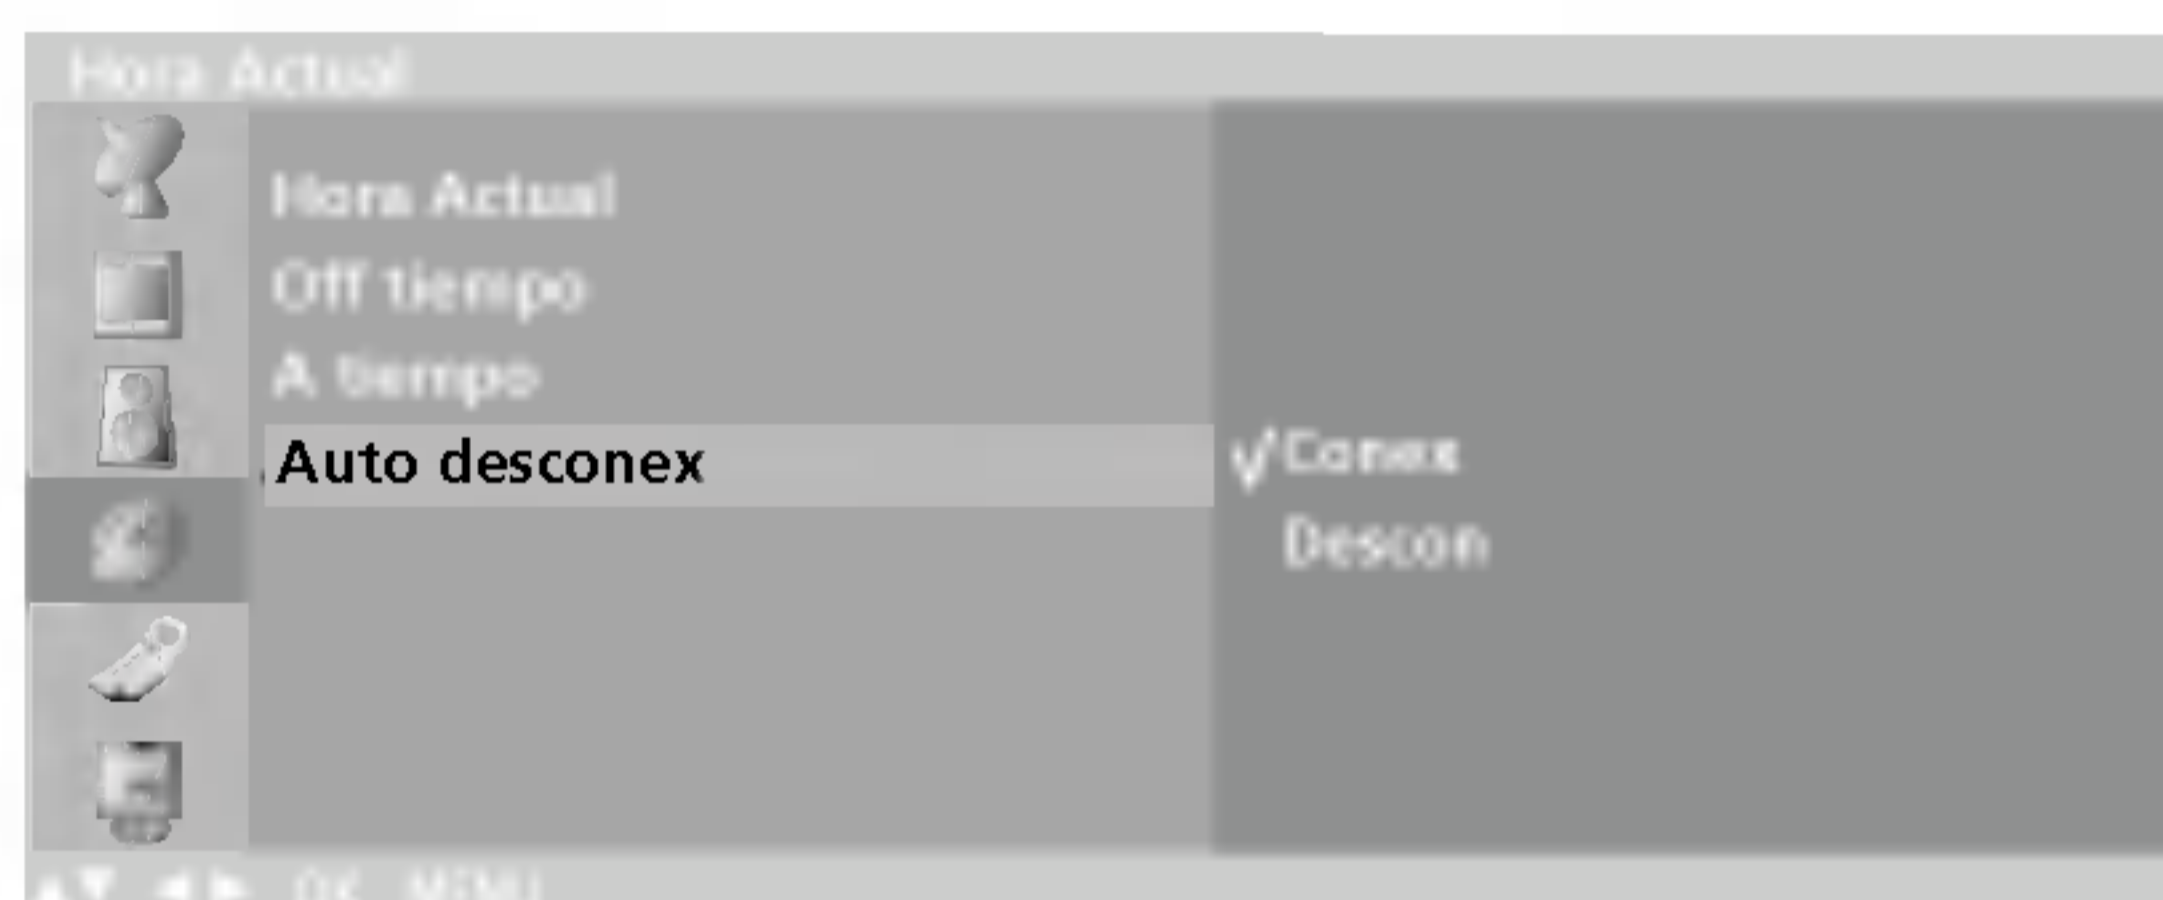 Hora Actual
Hora Actual
Off tiempo
A tiempo
Auto desconex
√ Conex
Descon
▲▼ ◀ ▶ OK MENU